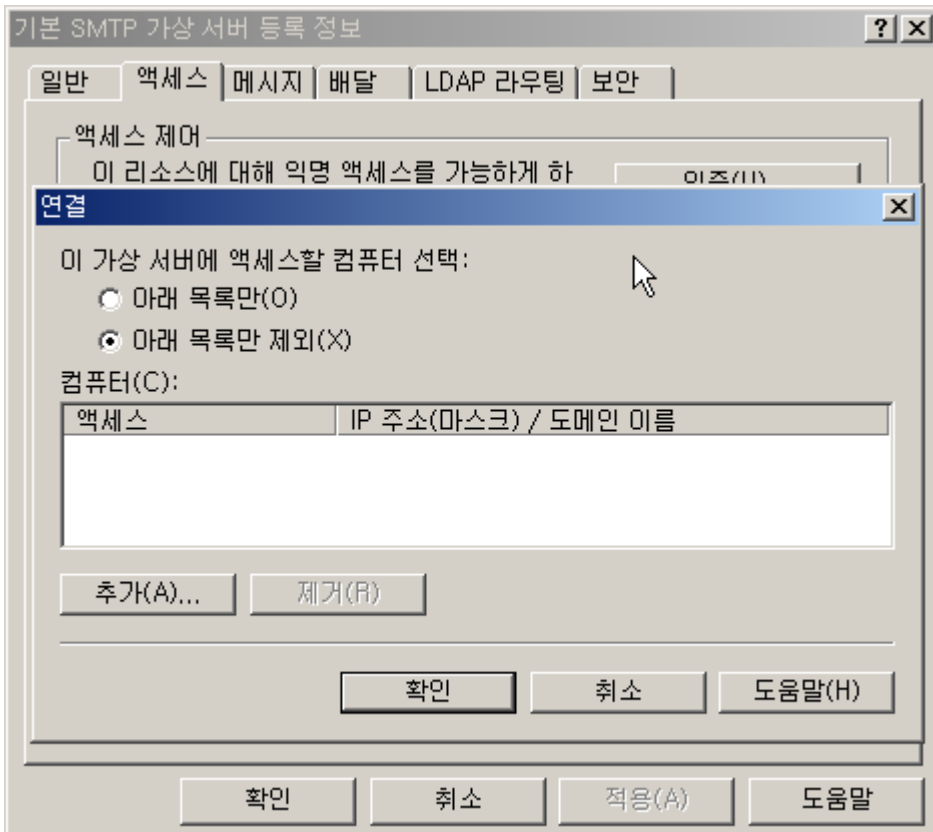 기본 SMTP 가상 서버 등록 정보
일반 액세스 메시지 배달 LDAP 라우팅 보안
액세스 제어
이 리소스에 대해 익명 액세스를 가능하게 하
연결
이 가상 서버에 액세스할 컴퓨터 선택:
아래 목록만(O)
아래 목록만 제외(X)
컴퓨터(C):
액세스 IP 주소(마스크) / 도메인 이름
추가(A)... 제거(R)
확인 취소 도움말(H)
확인 취소 적용(A) 도움말